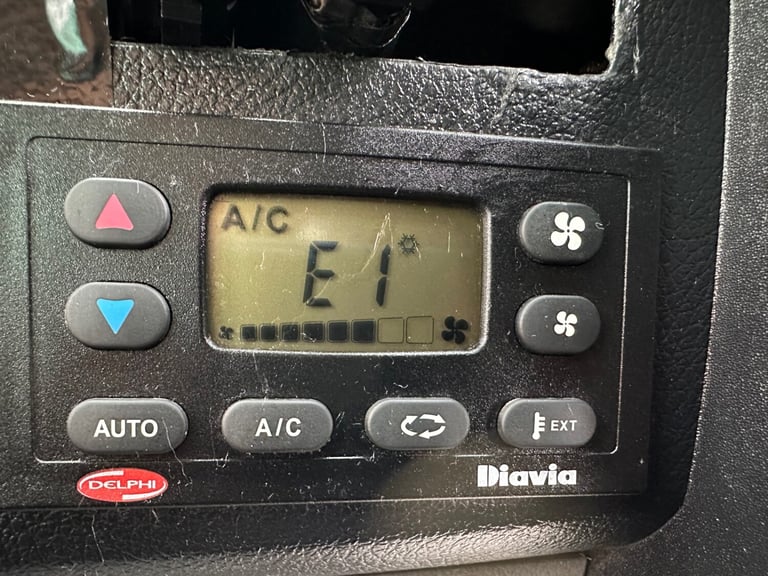 A/C
E1
AUTO
A/C
EXT
DELPHI
Diavia